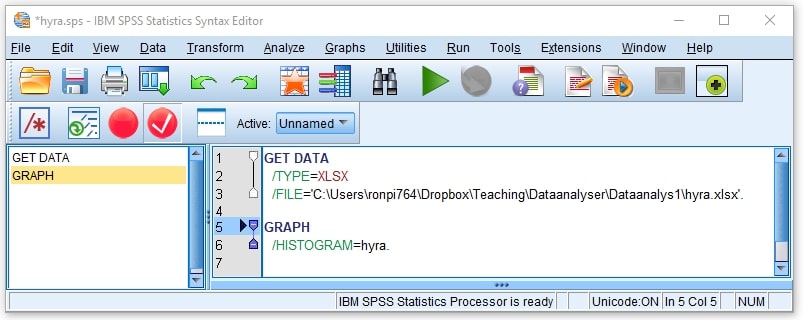 *hyra.sps - IBM SPSS Statistics Syntax Editor
File Edit View Data Transform Analyze Graphs Utilities Run Tools Extensions Window Help
Active: Unnamed
GET DATA
GRAPH
1 GET DATA
2 /TYPE=XLSX
3 /FILE='C:\Users\ronpi764\Dropbox\Teaching\Dataanalyser\Dataanalys1\hyra.xlsx'.
4
5 GRAPH
6 /HISTOGRAM=hyra.
7
IBM SPSS Statistics Processor is ready Unicode:ON In 5 Col 5 NUM